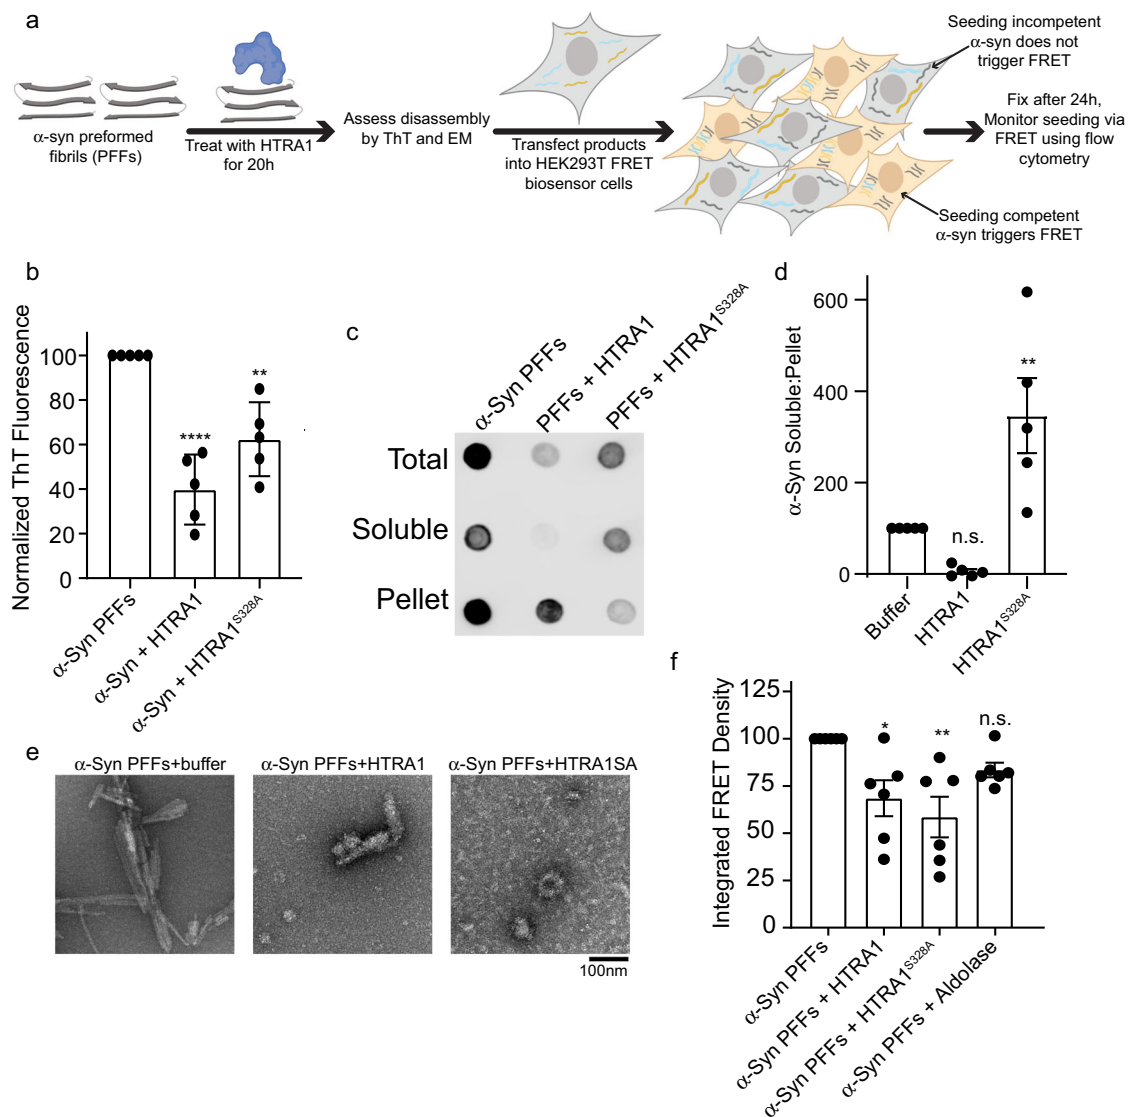 a
α-syn preformed
fibrils (PFFs)
Treat with HTRA1
for 20h
Assess disassembly
by ThT and EM
Transfect products
into HEK293T FRET
biosensor cells
Seeding incompetent
α-syn does not
trigger FRET
Fix after 24h,
Monitor seeding via
FRET using flow
cytometry
Seeding competent
α-syn triggers FRET
b
Normalized ThT Fluorescence
100
80
60
40
20
0
****
**
α-Syn PFFs
α-Syn + HTRA1
α-Syn + HTRA1S328A
c
α-Syn PFFs
PFFs + HTRA1
PFFs + HTRA1S328A
Total
Soluble
Pellet
d
α-Syn Soluble:Pellet
600
400
200
0
n.s.
**
Buffer
HTRA1
HTRA1S328A
e
α-Syn PFFs+buffer
α-Syn PFFs+HTRA1
α-Syn PFFs+HTRA1SA
100nm
f
Integrated FRET Density
125
100
75
50
25
0
*
**
n.s.
α-Syn PFFs
α-Syn PFFs + HTRA1
α-Syn PFFs + HTRA1S328A
α-Syn PFFs + Aldolase